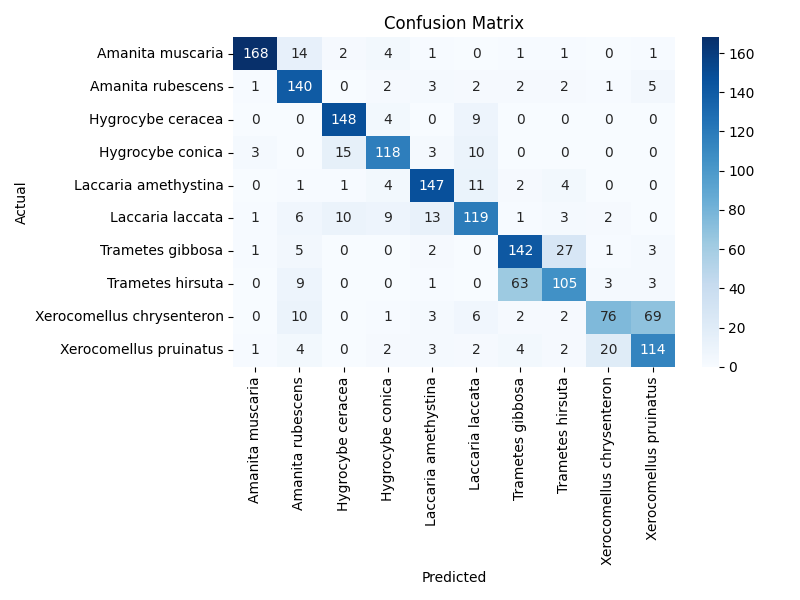 Confusion Matrix
Actual
Amanita muscaria 168 14 2 4 1 0 1 1 0 1
Amanita rubescens 1 140 0 2 3 2 2 2 1 5
Hygrocybe ceracea 0 0 148 4 0 9 0 0 0 0
Hygrocybe conica 3 0 15 118 3 10 0 0 0 0
Laccaria amethystina 0 1 1 4 147 11 2 4 0 0
Laccaria laccata 1 6 10 9 13 119 1 3 2 0
Trametes gibbosa 1 5 0 0 2 0 142 27 1 3
Trametes hirsuta 0 9 0 0 1 0 63 105 3 3
Xerocomellus chrysenteron 0 10 0 1 3 6 2 2 76 69
Xerocomellus pruinatus 1 4 0 2 3 2 4 2 20 114
Amanita muscaria
Amanita rubescens
Hygrocybe ceracea
Hygrocybe conica
Laccaria amethystina
Laccaria laccata
Trametes gibbosa
Trametes hirsuta
Xerocomellus chrysenteron
Xerocomellus pruinatus
Predicted
160
140
120
100
80
60
40
20
0